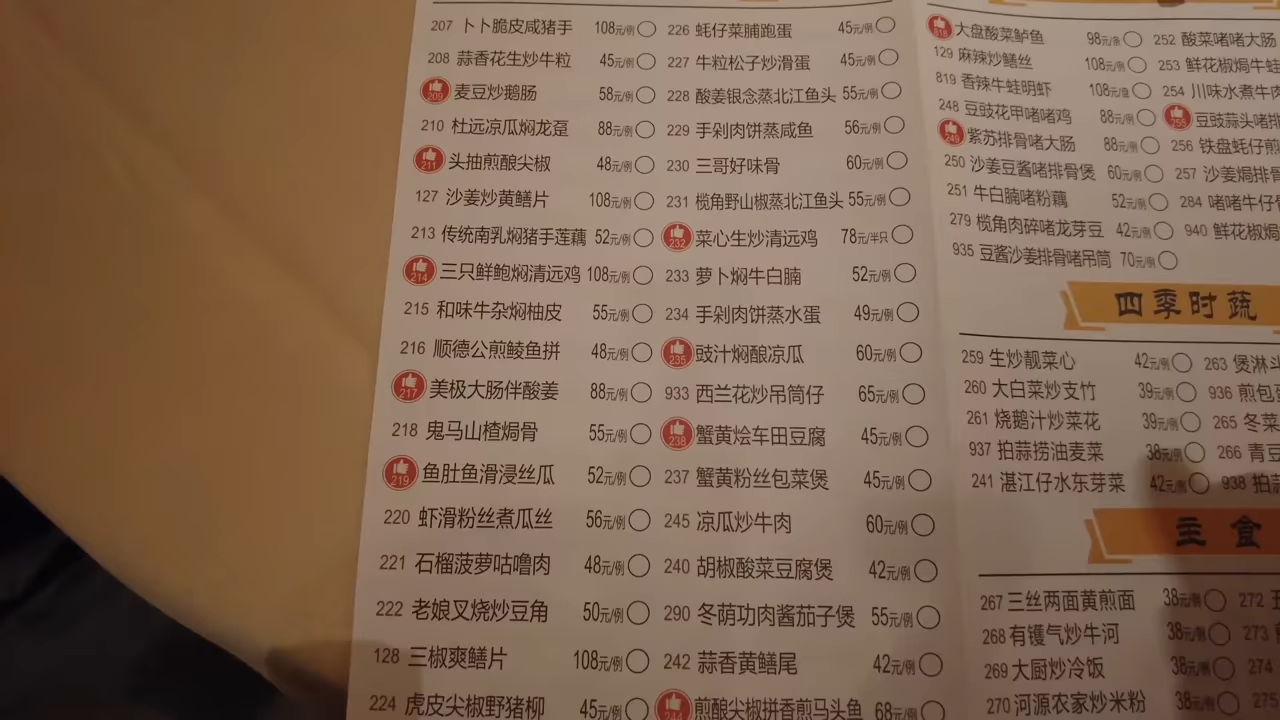 207 卜卜脆皮咸猪手 108元/例
208 蒜香花生炒牛粒 45元/例
209 麦豆炒鹅肠 58元/例
210 杜远凉瓜焖龙趸 88元/例
211 头抽煎酿尖椒 48元/例
127 沙姜炒黄鳝片 108元/例
213 传统南乳焖猪手莲藕 52元/例
214 三只鲜鲍焖清远鸡 108元/例
215 和味牛杂焖柚皮 55元/例
216 顺德公煎鲮鱼拼 48元/例
217 美极大肠伴酸姜 88元/例
218 鬼马山楂焗骨 55元/例
219 鱼肚鱼滑浸丝瓜 52元/例
220 虾滑粉丝煮瓜丝 56元/例
221 石榴菠萝咕噜肉 48元/例
222 老娘叉烧炒豆角 50元/例
128 三椒爽鳝片 108元/例
224 虎皮尖椒野猪柳 45元/例
226 蚝仔菜脯跑蛋 45元/例
227 牛粒松子炒滑蛋 45元/例
228 酸姜银念蒸北江鱼头 55元/例
229 手剁肉饼蒸咸鱼 56元/例
230 三哥好味骨 60元/例
231 榄角野山椒蒸北江鱼头 55元/例
232 菜心生炒清远鸡 78元/半只
233 萝卜焖牛白腩 52元/例
234 手剁肉饼蒸水蛋 49元/例
235 豉汁焖酿凉瓜 60元/例
933 西兰花炒吊筒仔 65元/例
238 蟹黄烩车田豆腐 45元/例
237 蟹黄粉丝包菜煲 45元/例
245 凉瓜炒牛肉 60元/例
240 胡椒酸菜豆腐煲 42元/例
290 冬荫功肉酱茄子煲 55元/例
242 蒜香黄鳝尾 42元/例
244 煎酿尖椒拼香煎马头鱼 68元/例
818 大盘酸菜鲈鱼 98元/条
129 麻辣炒鳝丝 108元/例
819 香辣牛蛙明虾 108元/盘
248 豆豉花甲啫啫鸡 88元/例
249 紫苏排骨啫大肠 88元/例
250 沙姜豆酱啫排骨煲 60元/例
251 牛白腩啫粉藕 52元/例
279 榄角肉碎啫龙芽豆 42元/例
935 豆酱沙姜排骨啫吊筒 70元/例
252 酸菜啫啫大肠
253 鲜花椒焗牛蛙
254 川味水煮牛肉
255 豆豉蒜头啫排
256 铁盘蚝仔煎
257 沙姜焗排骨
284 啫啫牛仔骨
940 鲜花椒焗
四季时蔬
259 生炒靓菜心 42元/例
260 大白菜炒支竹 39元/例
261 烧鹅汁炒菜花 39元/例
937 拍蒜捞油麦菜 38元/例
241 湛江仔水东芽菜 42元/例
263 煲淋头
936 煎包蛋
265 冬菜
266 青豆
938 拍蒜
主食
267 三丝两面黄煎面 38元/例
268 有镬气炒牛河 38元/例
269 大厨炒冷饭 38元/例
270 河源农家炒米粉 38元/例
272
273
274
275